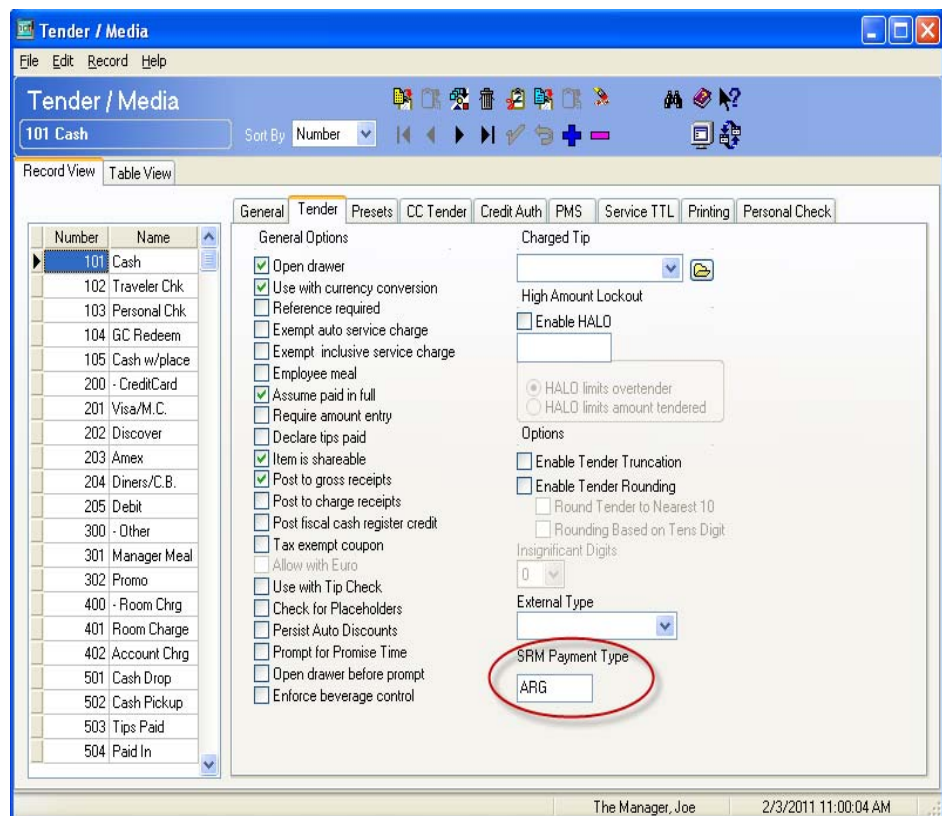 Tender / Media
File Edit Record Help
Tender / Media
101 Cash
Sort By Number
Record View Table View
General Tender Presets CC Tender Credit Auth PMS Service TTL Printing Personal Check
Number Name
101 Cash
102 Traveler Chk
103 Personal Chk
104 GC Redeem
105 Cash w/place
200 - CreditCard
201 Visa/M.C.
202 Discover
203 Amex
204 Diners/C.B.
205 Debit
300 - Other
301 Manager Meal
302 Promo
400 - Room Chrg
401 Room Charge
402 Account Chrg
501 Cash Drop
502 Cash Pickup
503 Tips Paid
504 Paid In
General Options
Open drawer
Use with currency conversion
Reference required
Exempt auto service charge
Exempt inclusive service charge
Employee meal
Assume paid in full
Require amount entry
Declare tips paid
Item is shareable
Post to gross receipts
Post to charge receipts
Post fiscal cash register credit
Tax exempt coupon
Allow with Euro
Use with Tip Check
Check for Placeholders
Persist Auto Discounts
Prompt for Promise Time
Open drawer before prompt
Enforce beverage control
Charged Tip
High Amount Lockout
Enable HALO
HALO limits overtender
HALO limits amount tendered
Options
Enable Tender Truncation
Enable Tender Rounding
Round Tender to Nearest 10
Rounding Based on Tens Digit
Insignificant Digits
0
External Type
SRM Payment Type
ARG
The Manager, Joe 2/3/2011 11:00:04 AM